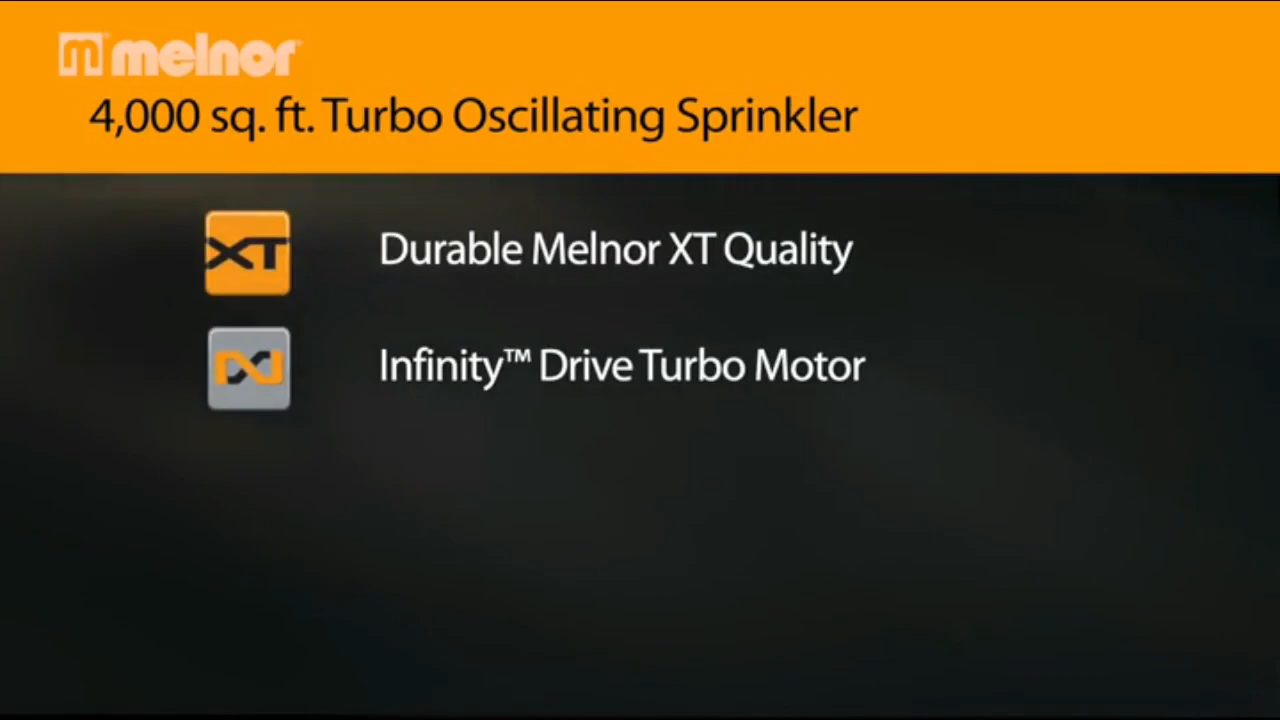 melnor
4,000 sq. ft. Turbo Oscillating Sprinkler
XT
Durable Melnor XT Quality
Infinity™ Drive Turbo Motor